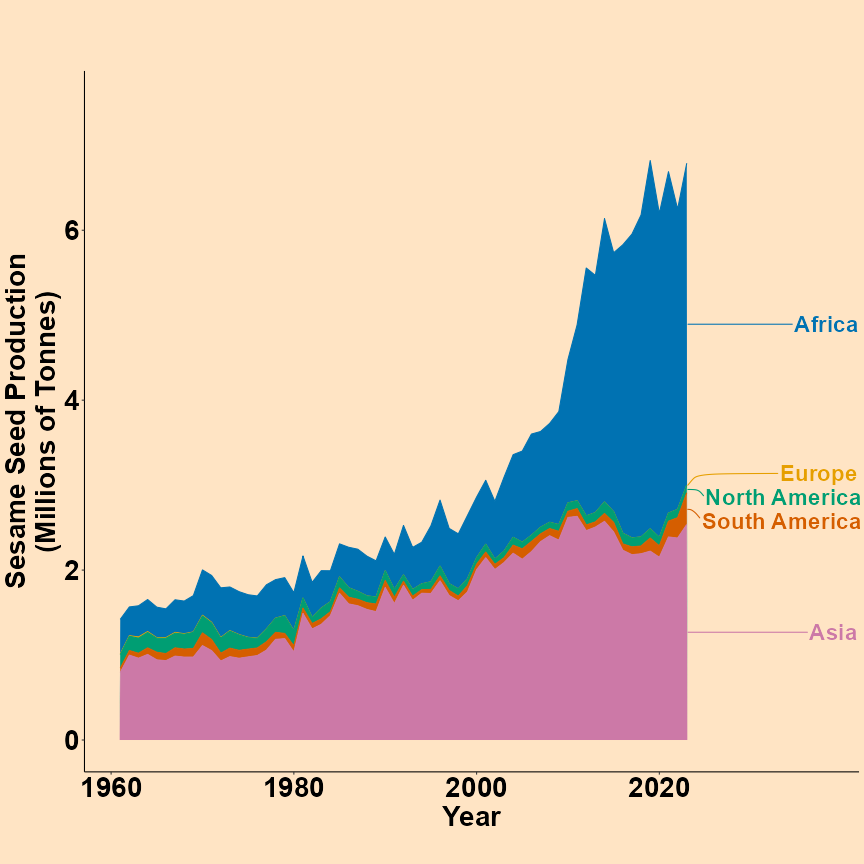 Sesame Seed Production
(Millions of Tonnes)
6
4
2
0
1960
1980
2000
2020
Year
Africa
Europe
North America
South America
Asia